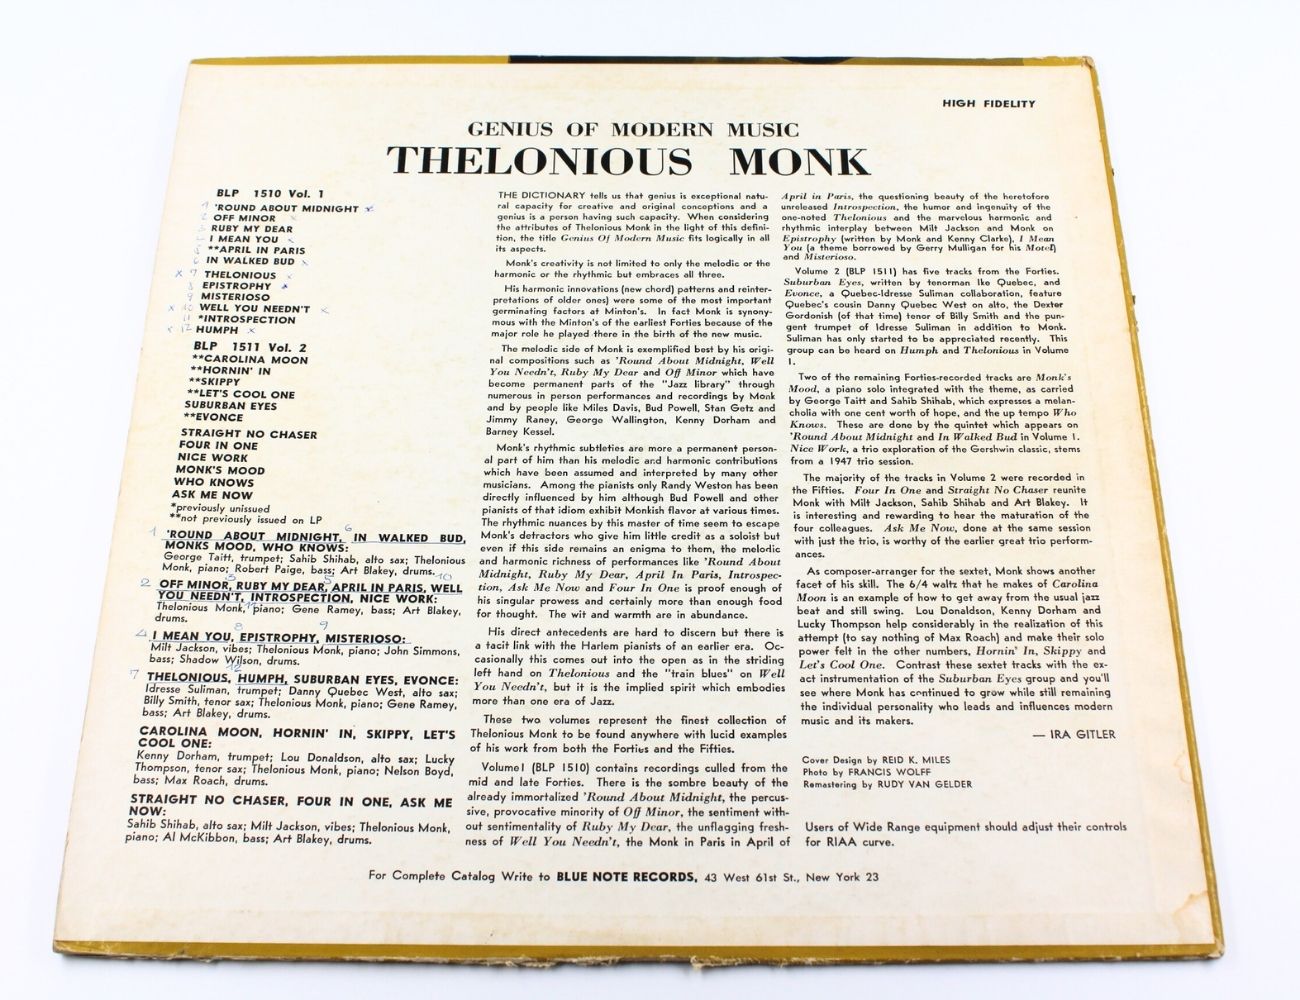 HIGH FIDELITY
GENIUS OF MODERN MUSIC
THELONIOUS MONK
BLP 1510 Vol. 1
1 'ROUND ABOUT MIDNIGHT x
2 OFF MINOR x
3 RUBY MY DEAR
I MEAN YOU x
5 **APRIL IN PARIS
6 IN WALKED BUD x
x 7 THELONIOUS x
8 EPISTROPHY x
9 MISTERIOSO
x 10 WELL YOU NEEDN'T x
11 *INTROSPECTION
x 12 HUMPH x
BLP 1511 Vol. 2
**CAROLINA MOON
**HORNIN' IN
**SKIPPY
**LET'S COOL ONE
SUBURBAN EYES
**EVONCE
STRAIGHT NO CHASER
FOUR IN ONE
NICE WORK
MONK'S MOOD
WHO KNOWS
ASK ME NOW
*previously unissued
**not previously issued on LP
1 6
'ROUND ABOUT MIDNIGHT, IN WALKED BUD,
MONKS MOOD, WHO KNOWS:
George Taitt, trumpet; Sahib Shihab, alto sax; Thelonious
Monk, piano; Robert Paige, bass; Art Blakey, drums.
2 3 5 10
OFF MINOR, RUBY MY DEAR, APRIL IN PARIS, WELL
YOU NEEDN'T, INTROSPECTION, NICE WORK:
11
Thelonious Monk, piano; Gene Ramey, bass; Art Blakey,
drums.
4 8 9
I MEAN YOU, EPISTROPHY, MISTERIOSO:
Milt Jackson, vibes; Thelonious Monk, piano; John Simmons,
bass; Shadow Wilson, drums.
7 12
THELONIOUS, HUMPH, SUBURBAN EYES, EVONCE:
Idresse Suliman, trumpet; Danny Quebec West, alto sax;
Billy Smith, tenor sax; Thelonious Monk, piano; Gene Ramey,
bass; Art Blakey, drums.
CAROLINA MOON, HORNIN' IN, SKIPPY, LET'S
COOL ONE:
Kenny Dorham, trumpet; Lou Donaldson, alto sax; Lucky
Thompson, tenor sax; Thelonious Monk, piano; Nelson Boyd,
bass; Max Roach, drums.
STRAIGHT NO CHASER, FOUR IN ONE, ASK ME
NOW:
Sahib Shihab, alto sax; Milt Jackson, vibes; Thelonious Monk,
piano; Al McKibbon, bass; Art Blakey, drums.
THE DICTIONARY tells us that genius is exceptional natu-
ral capacity for creative and original conceptions and a
genius is a person having such capacity. When considering
the attributes of Thelonious Monk in the light of this defini-
tion, the title Genius Of Modern Music fits logically in all
its aspects.
Monk's creativity is not limited to only the melodic or the
harmonic or the rhythmic but embraces all three.
His harmonic innovations (new chord) patterns and reinter-
pretations of older ones) were some of the most important
germinating factors at Minton's. In fact Monk is synony-
mous with the Minton's of the earliest Forties because of the
major role he played there in the birth of the new music.
The melodic side of Monk is exemplified best by his origi-
nal compositions such as 'Round About Midnight, Well
You Needn't, Ruby My Dear and Off Minor which have
become permanent parts of the "Jazz library" through
numerous in person performances and recordings by Monk
and by people like Miles Davis, Bud Powell, Stan Getz and
Jimmy Raney, George Wallington, Kenny Dorham and
Barney Kessel.
Monk's rhythmic subtleties are more a permanent person-
al part of him than his melodic and harmonic contributions
which have been assumed and interpreted by many other
musicians. Among the pianists only Randy Weston has been
directly influenced by him although Bud Powell and other
pianists of that idiom exhibit Monkish flavor at various times.
The rhythmic nuances by this master of time seem to escape
Monk's detractors who give him little credit as a soloist but
even if this side remains an enigma to them, the melodic
and harmonic richness of performances like 'Round About
Midnight, Ruby My Dear, April In Paris, Introspec-
tion, Ask Me Now and Four In One is proof enough of
his singular prowess and certainly more than enough food
for thought. The wit and warmth are in abundance.
His direct antecedents are hard to discern but there is
a tacit link with the Harlem pianists of an earlier era. Oc-
casionally this comes out into the open as in the striding
left hand on Thelonious and the "train blues" on Well
You Needn't, but it is the implied spirit which embodies
more than one era of Jazz.
These two volumes represent the finest collection of
Thelonious Monk to be found anywhere with lucid examples
of his work from both the Forties and the Fifties.
Volume1 (BLP 1510) contains recordings culled from the
mid and late Forties. There is the sombre beauty of the
already immortalized 'Round About Midnight, the percus-
sive, provocative minority of Off Minor, the sentiment with-
out sentimentality of Ruby My Dear, the unflagging fresh-
ness of Well You Needn't, the Monk in Paris in April of
April in Paris, the questioning beauty of the heretofore
unreleased Introspection, the humor and ingenuity of the
one-noted Thelonious and the marvelous harmonic and
rhythmic interplay between Milt Jackson and Monk on
Epistrophy (written by Monk and Kenny Clarke), I Mean
You (a theme borrowed by Gerry Mulligan for his Motel)
and Misterioso.
Volume 2 (BLP 1511) has five tracks from the Forties.
Suburban Eyes, written by tenorman Ike Quebec, and
Evonce, a Quebec-Idresse Suliman collaboration, feature
Quebec's cousin Danny Quebec West on alto, the Dexter
Gordonish (of that time) tenor of Billy Smith and the pun-
gent trumpet of Idresse Suliman in addition to Monk.
Suliman has only started to be appreciated recently. This
group can be heard on Humph and Thelonious in Volume
1.
Two of the remaining Forties-recorded tracks are Monk's
Mood, a piano solo integrated with the theme, as carried
by George Taitt and Sahib Shihab, which expresses a melan-
cholia with one cent worth of hope, and the up tempo Who
Knows. These are done by the quintet which appears on
'Round About Midnight and In Walked Bud in Volume 1.
Nice Work, a trio exploration of the Gershwin classic, stems
from a 1947 trio session.
The majority of the tracks in Volume 2 were recorded in
the Fifties. Four In One and Straight No Chaser reunite
Monk with Milt Jackson, Sahib Shihab and Art Blakey. It
is interesting and rewarding to hear the maturation of the
four colleagues. Ask Me Now, done at the same session
with just the trio, is worthy of the earlier great trio perform-
ances.
As composer-arranger for the sextet, Monk shows another
facet of his skill. The 6/4 waltz that he makes of Carolina
Moon is an example of how to get away from the usual jazz
beat and still swing. Lou Donaldson, Kenny Dorham and
Lucky Thompson help considerably in the realization of this
attempt (to say nothing of Max Roach) and make their solo
power felt in the other numbers, Hornin' In, Skippy and
Let's Cool One. Contrast these sextet tracks with the ex-
act instrumentation of the Suburban Eyes group and you'll
see where Monk has continued to grow while still remaining
the individual personality who leads and influences modern
music and its makers.
— IRA GITLER
Cover Design by REID K. MILES
Photo by FRANCIS WOLFF
Remastering by RUDY VAN GELDER
Users of Wide Range equipment should adjust their controls
for RIAA curve.
For Complete Catalog Write to BLUE NOTE RECORDS, 43 West 61st St., New York 23